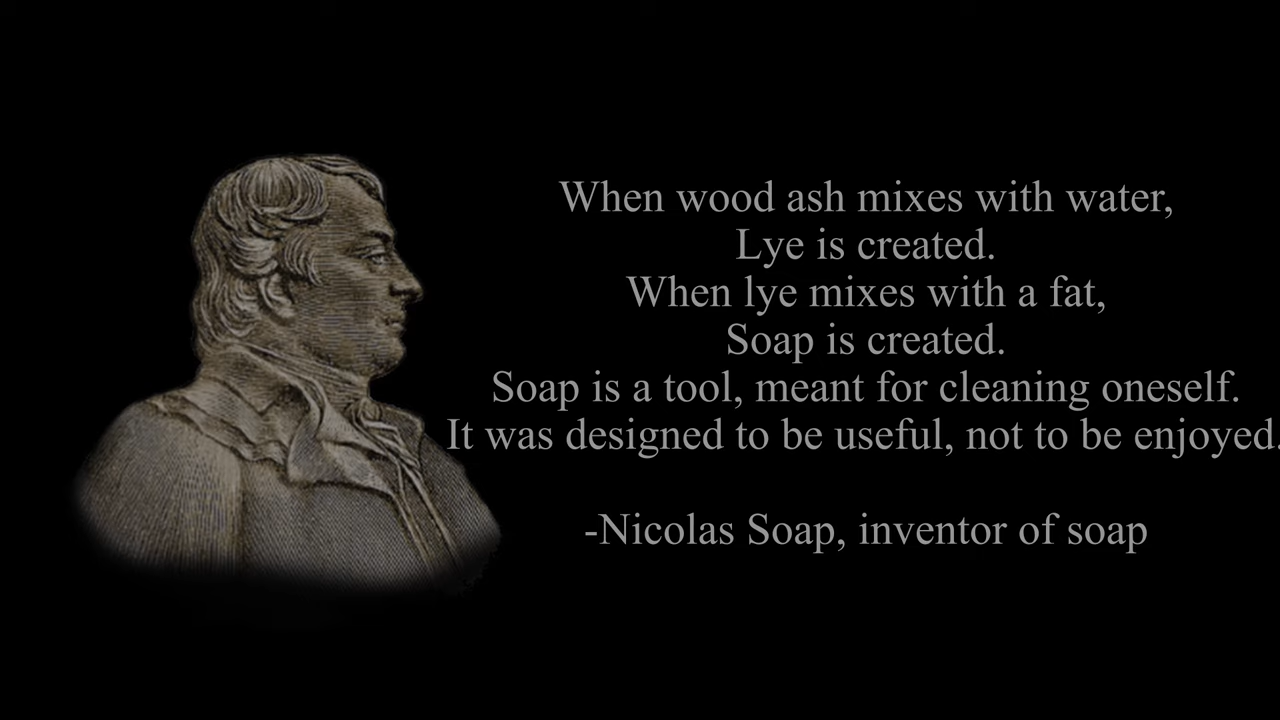 When wood ash mixes with water,
Lye is created.
When lye mixes with a fat,
Soap is created.
Soap is a tool, meant for cleaning oneself.
It was designed to be useful, not to be enjoyed.
-Nicolas Soap, inventor of soap